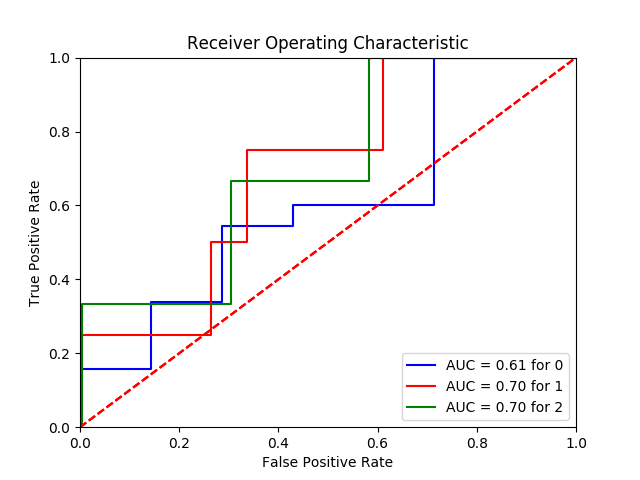 Receiver Operating Characteristic
1.0
0.8
0.6
0.4
0.2
0.0
True Positive Rate
AUC = 0.61 for 0
AUC = 0.70 for 1
AUC = 0.70 for 2
0.0 0.2 0.4 0.6 0.8 1.0
False Positive Rate